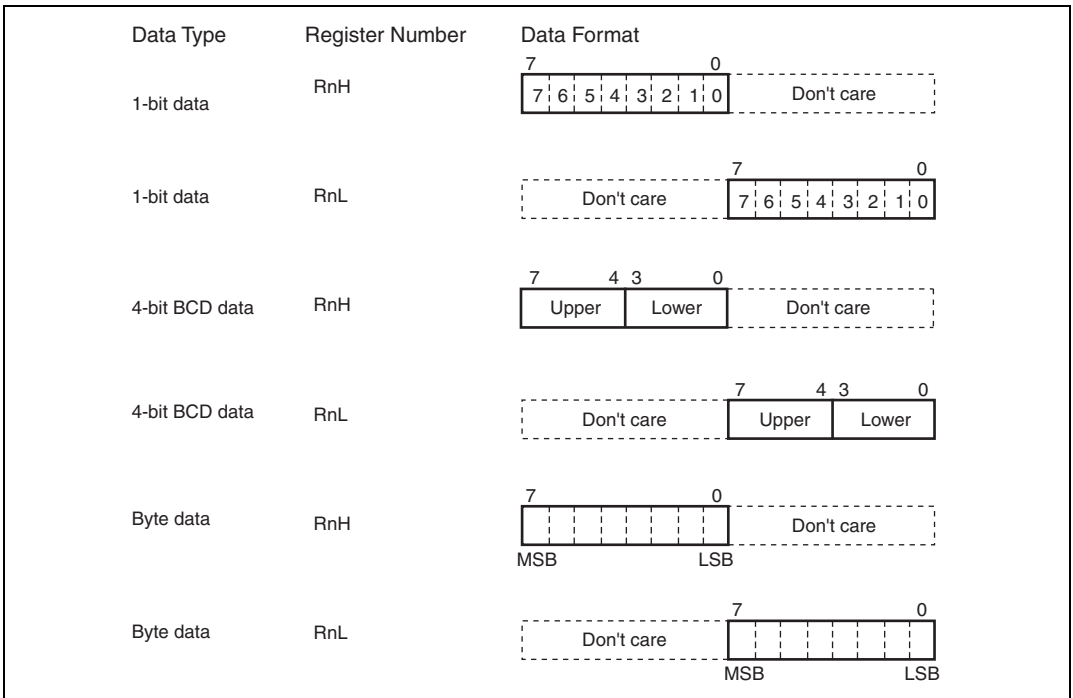 Data Type Register Number Data Format
7 0
1-bit data RnH 7 6 5 4 3 2 1 0 Don't care
7 0
1-bit data RnL Don't care 7 6 5 4 3 2 1 0
7 4 3 0
4-bit BCD data RnH Upper Lower Don't care
7 4 3 0
4-bit BCD data RnL Don't care Upper Lower
7 0
Byte data RnH Don't care
MSB LSB
7 0
Byte data RnL Don't care
MSB LSB